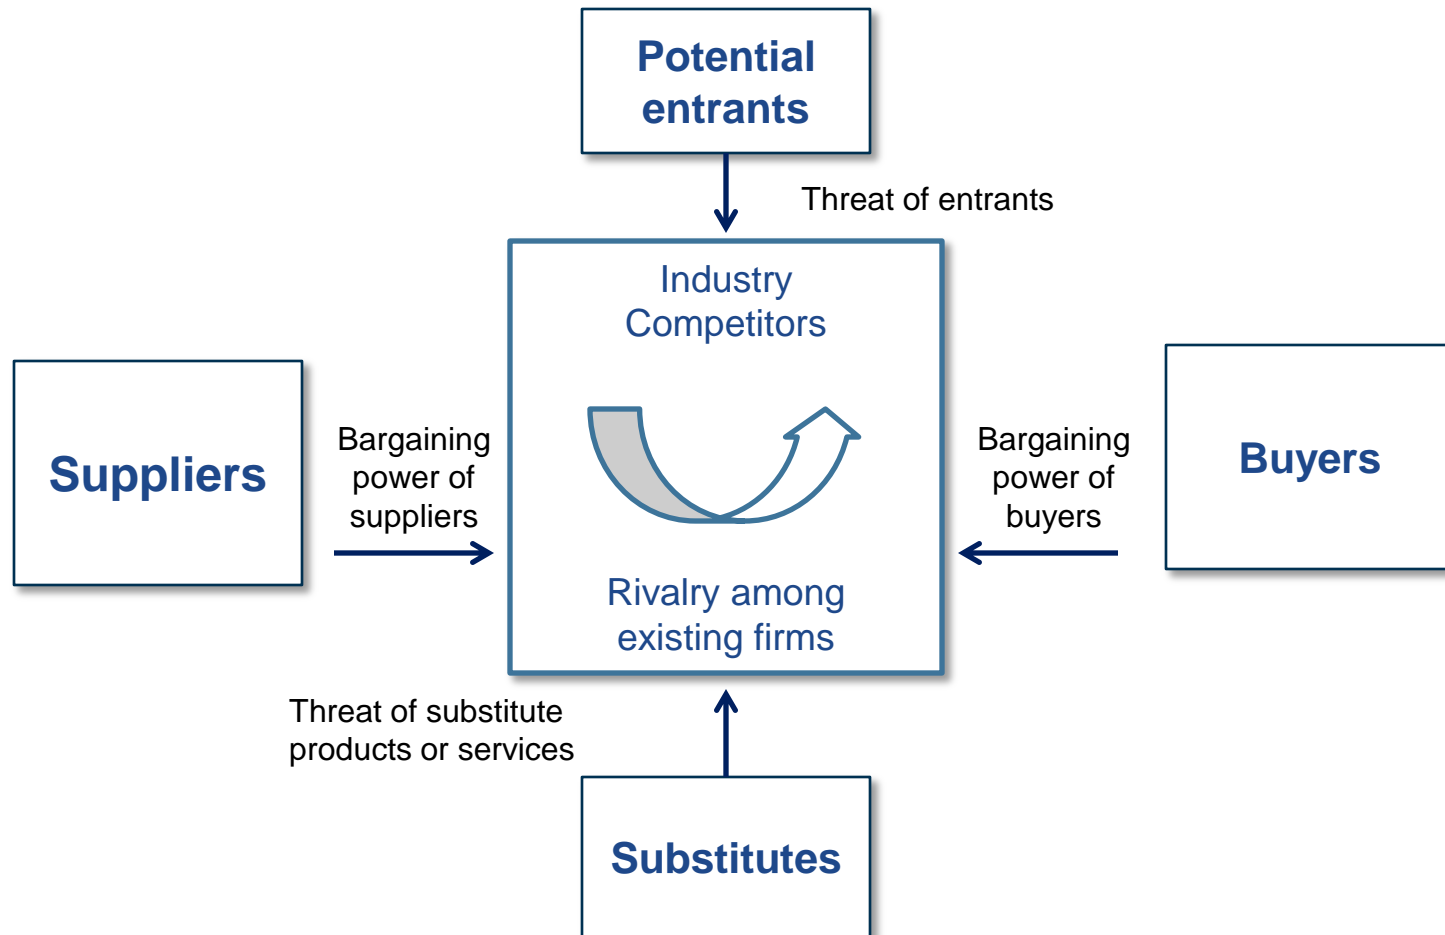 Potential
entrants
Threat of entrants
Industry
Competitors
Suppliers
Bargaining
power of
suppliers
Bargaining
power of
buyers
Buyers
Rivalry among
existing firms
Threat of substitute
products or services
Substitutes